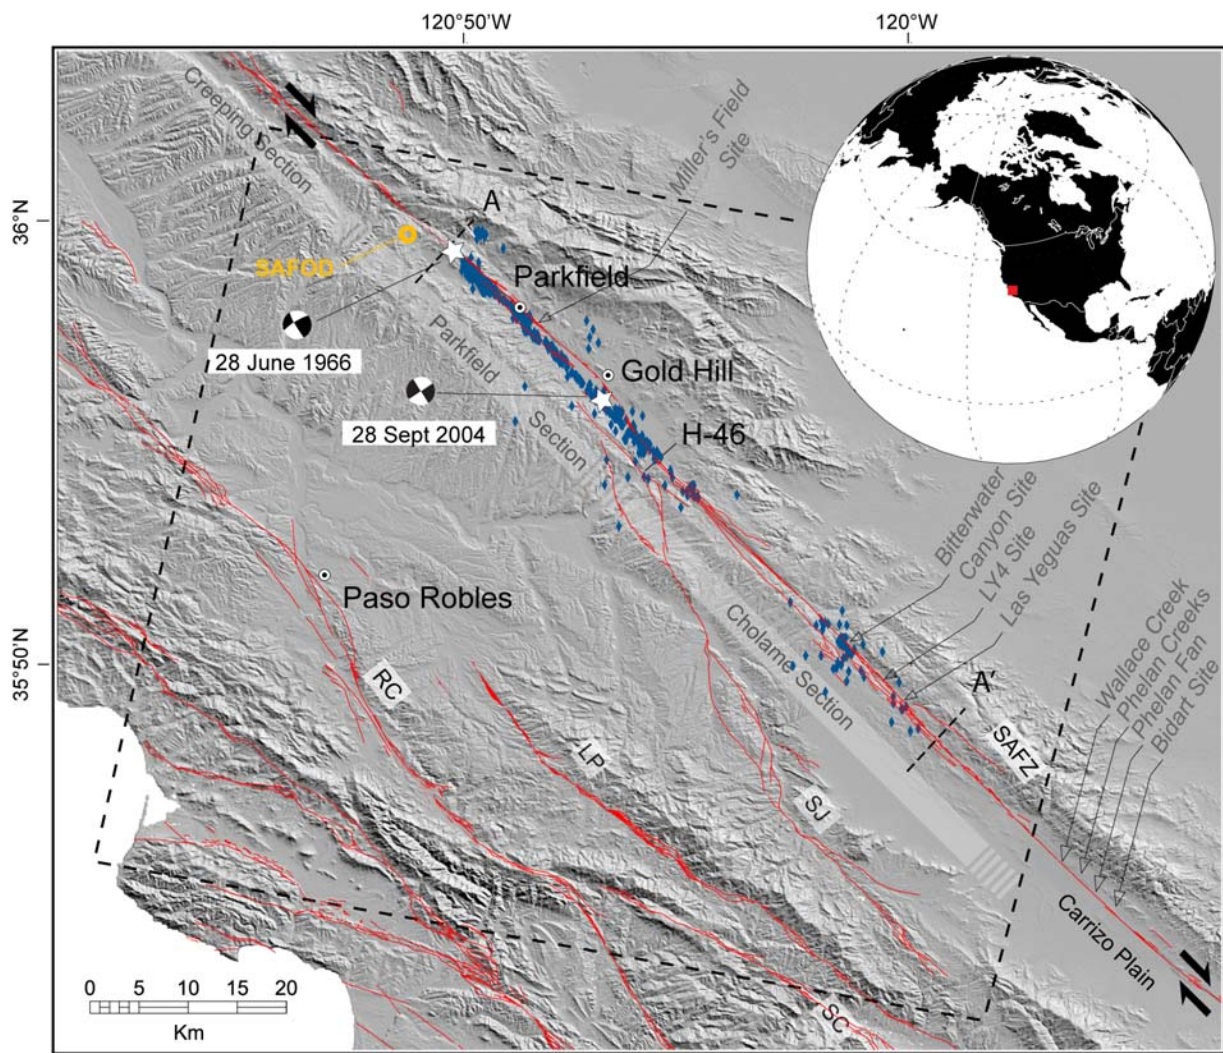 120°50'W
120°W
36°N
35°50'N
Creeping Section
Miller's Field
Site
A
SAFOD
Parkfield
28 June 1966
Parkfield
Section
Gold Hill
28 Sept 2004
H-46
Bitterwater
Canyon Site
LY4 Site
Las Yeguas Site
Paso Robles
Cholame Section
A'
SAFZ
Wallace Creek
Phelan Creeks
Phelan Fan
Bidart Site
RC
LP
SJ
SC
Carrizo Plain
0 5 10 15 20
Km